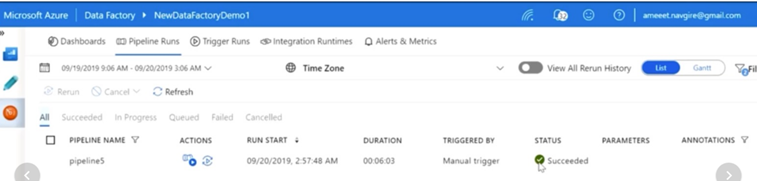 Microsoft Azure Data Factory > NewDataFactoryDemo1 ameeet.navgire@gmail.com
Dashboards Pipeline Runs Trigger Runs Integration Runtimes Alerts & Metrics
09/19/2019 9:06 AM - 09/20/2019 3:06 AM Time Zone View All Rerun History List Gantt Fil
Rerun Cancel Refresh
All Succeeded In Progress Queued Failed Cancelled
PIPELINE NAME ACTIONS RUN START DURATION TRIGGERED BY STATUS PARAMETERS ANNOTATIONS
pipeline5 09/20/2019, 2:57:48 AM 00:06:03 Manual trigger Succeeded